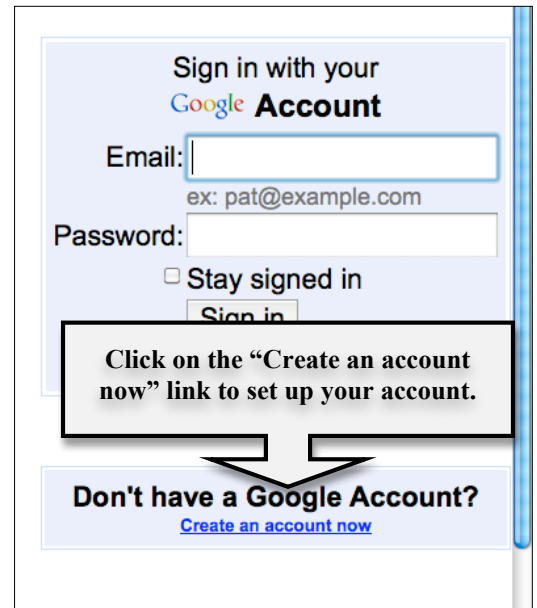 Sign in with your
Google Account
Email:
ex: pat@example.com
Password:
Stay signed in
Sign in
Click on the “Create an account
now” link to set up your account.
Don't have a Google Account?
Create an account now